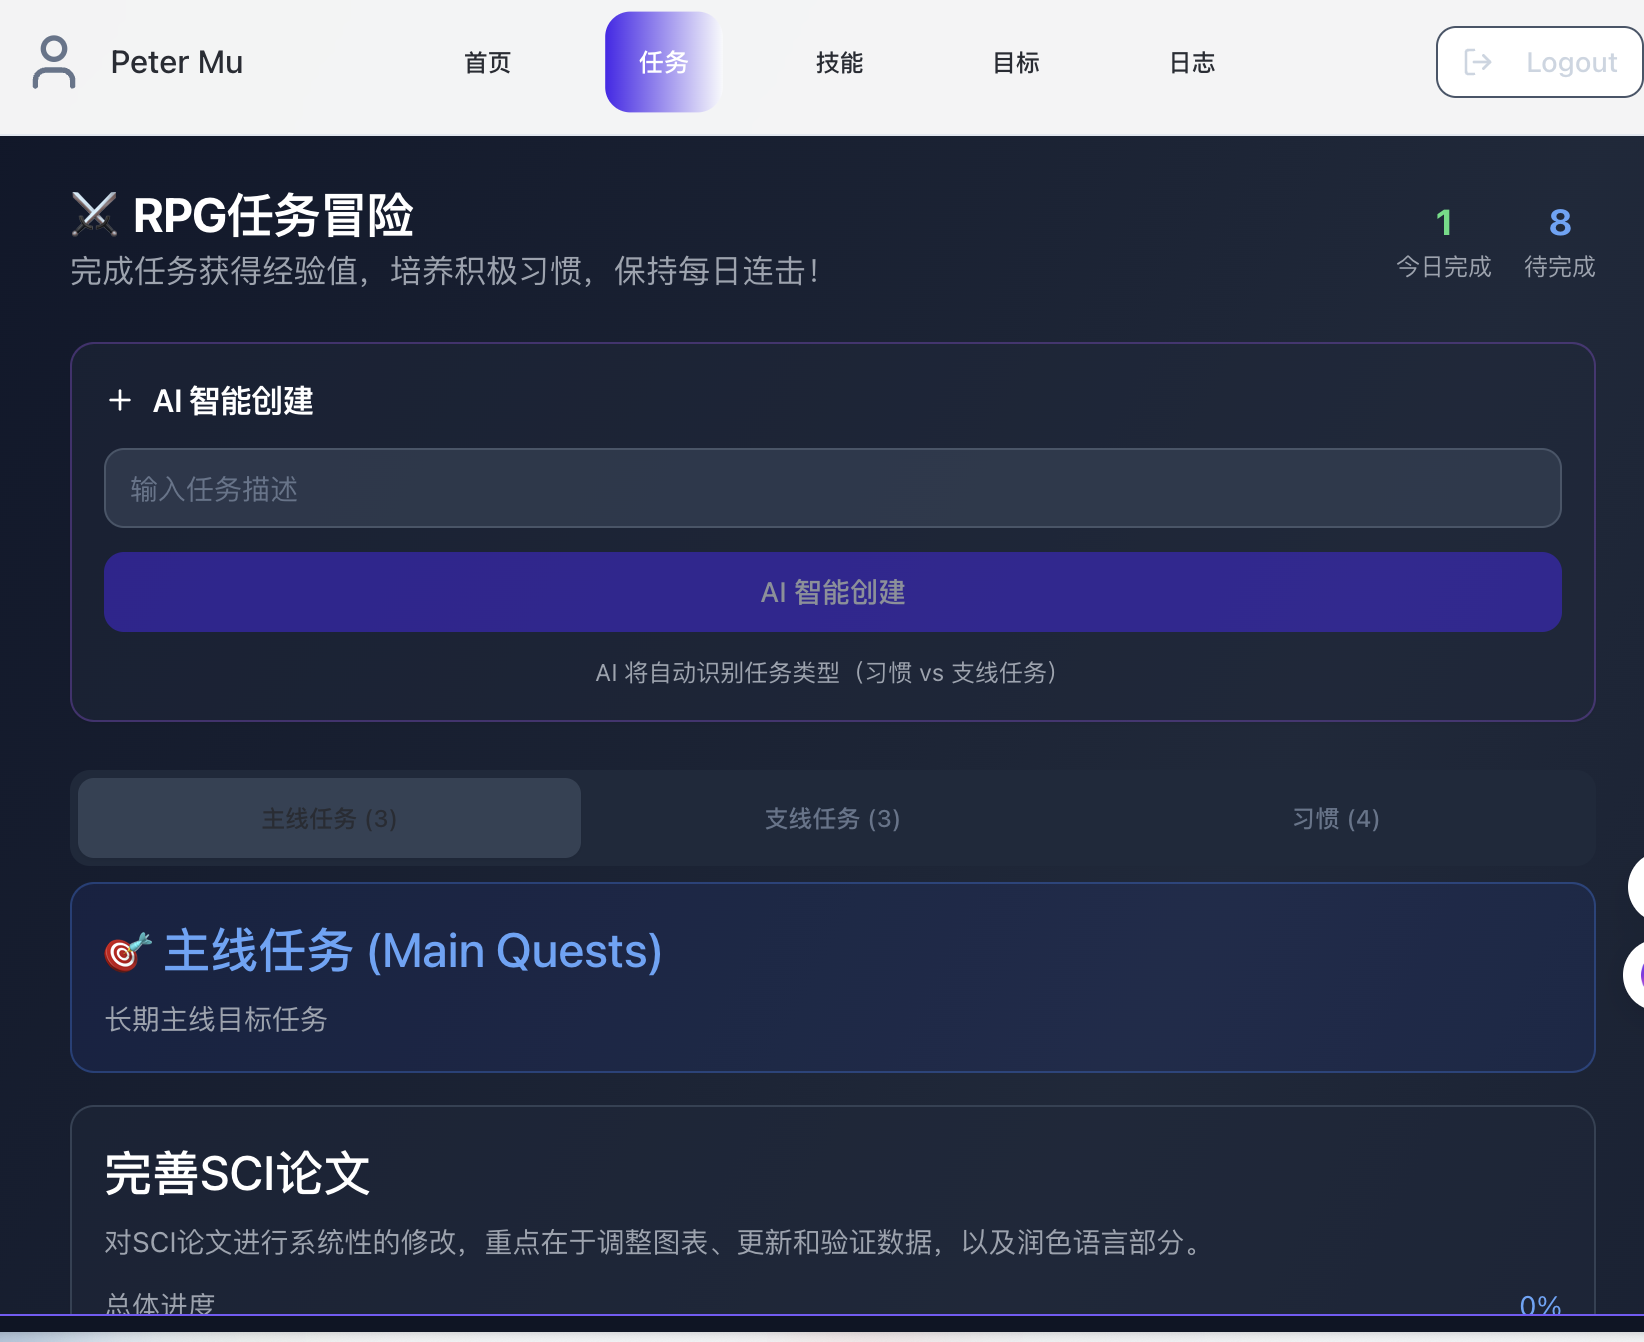 Peter Mu
首页
任务
技能
目标
日志
Logout
RPG任务冒险
完成任务获得经验值，培养积极习惯，保持每日连击！
1
今日完成
8
待完成
AI 智能创建
输入任务描述
AI 智能创建
AI 将自动识别任务类型（习惯 vs 支线任务）
主线任务 (3)
支线任务 (3)
习惯 (4)
主线任务 (Main Quests)
长期主线目标任务
完善SCI论文
对SCI论文进行系统性的修改，重点在于调整图表、更新和验证数据，以及润色语言部分。
总体进度
0%